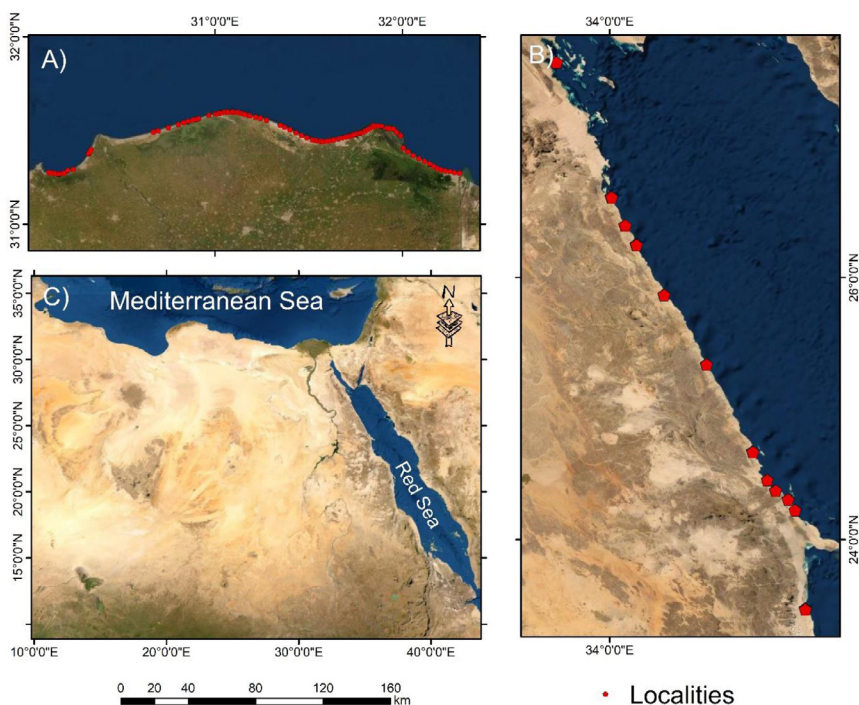 31°0'0"E 32°0'0"E
32°0'0"N
A)
31°0'0"N
34°0'0"E
B)
26°0'0"N
24°0'0"N
34°0'0"E
C)
Mediterranean Sea
N
Red Sea
35°0'0"N
30°0'0"N
25°0'0"N
20°0'0"N
15°0'0"N
10°0'0"E 20°0'0"E 30°0'0"E 40°0'0"E
0 20 40 80 120 160
km
Localities